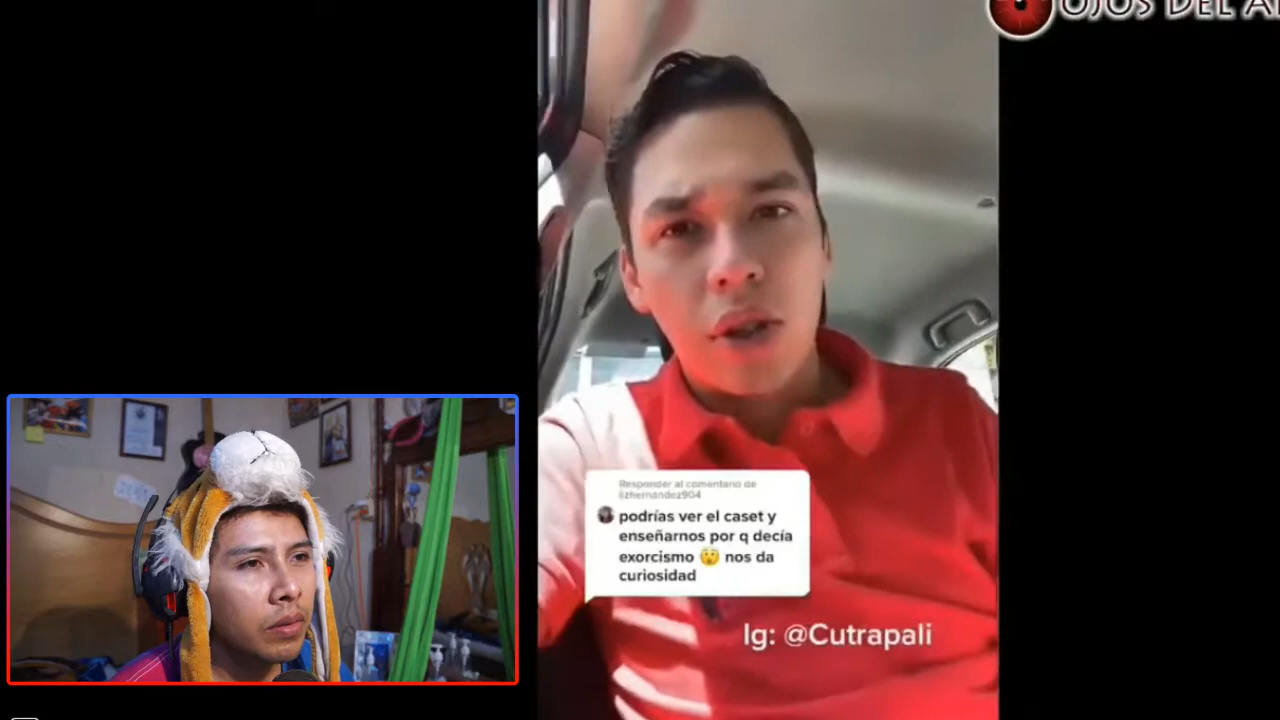 OJOS DEL A
Responder al comentario de
lizhernandez904
podrías ver el caset y
enseñarnos por q decía
exorcismo 😲 nos da
curiosidad
Ig: @Cutrapali